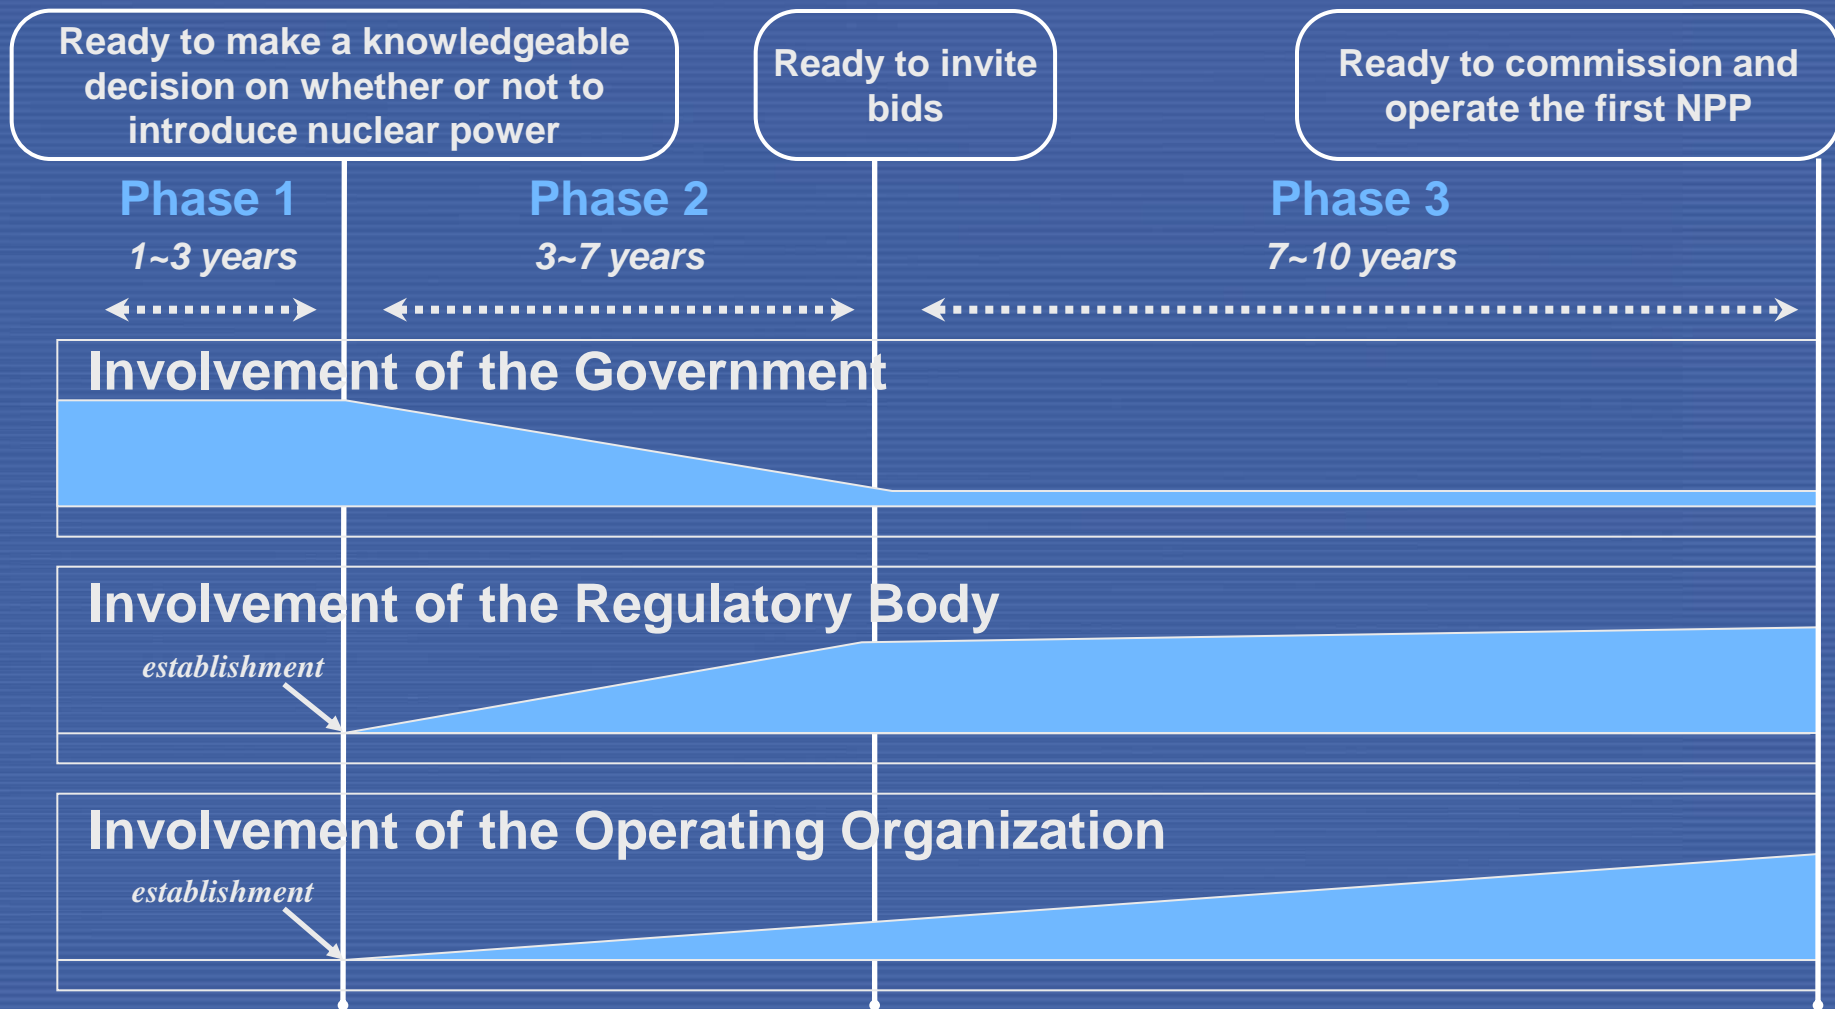 Ready to make a knowledgeable
decision on whether or not to
introduce nuclear power
Ready to invite
bids
Ready to commission and
operate the first NPP
Phase 1
1~3 years
Phase 2
3~7 years
Phase 3
7~10 years
Involvement of the Government
Involvement of the Regulatory Body
establishment
Involvement of the Operating Organization
establishment